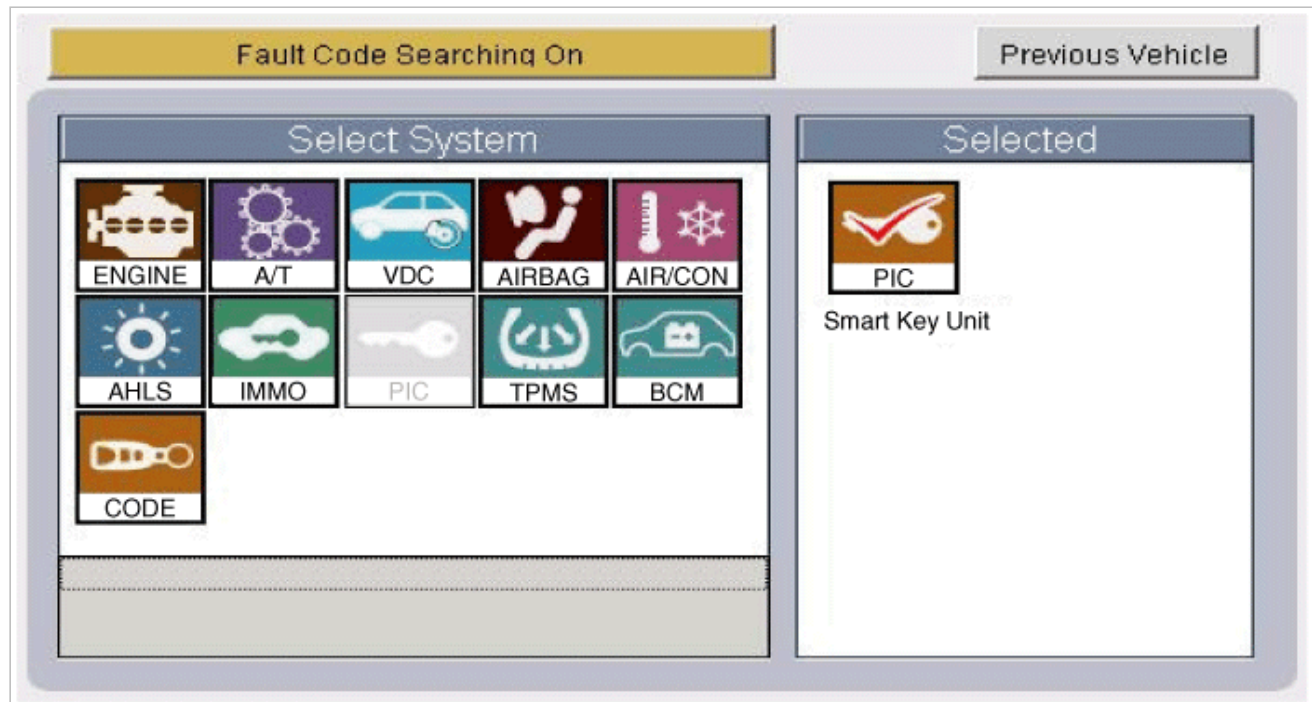 Fault Code Searching On
Previous Vehicle
Select System
Selected
ENGINE
A/T
VDC
AIRBAG
AIR/CON
PIC
Smart Key Unit
AHLS
IMMO
PIC
TPMS
BCM
CODE